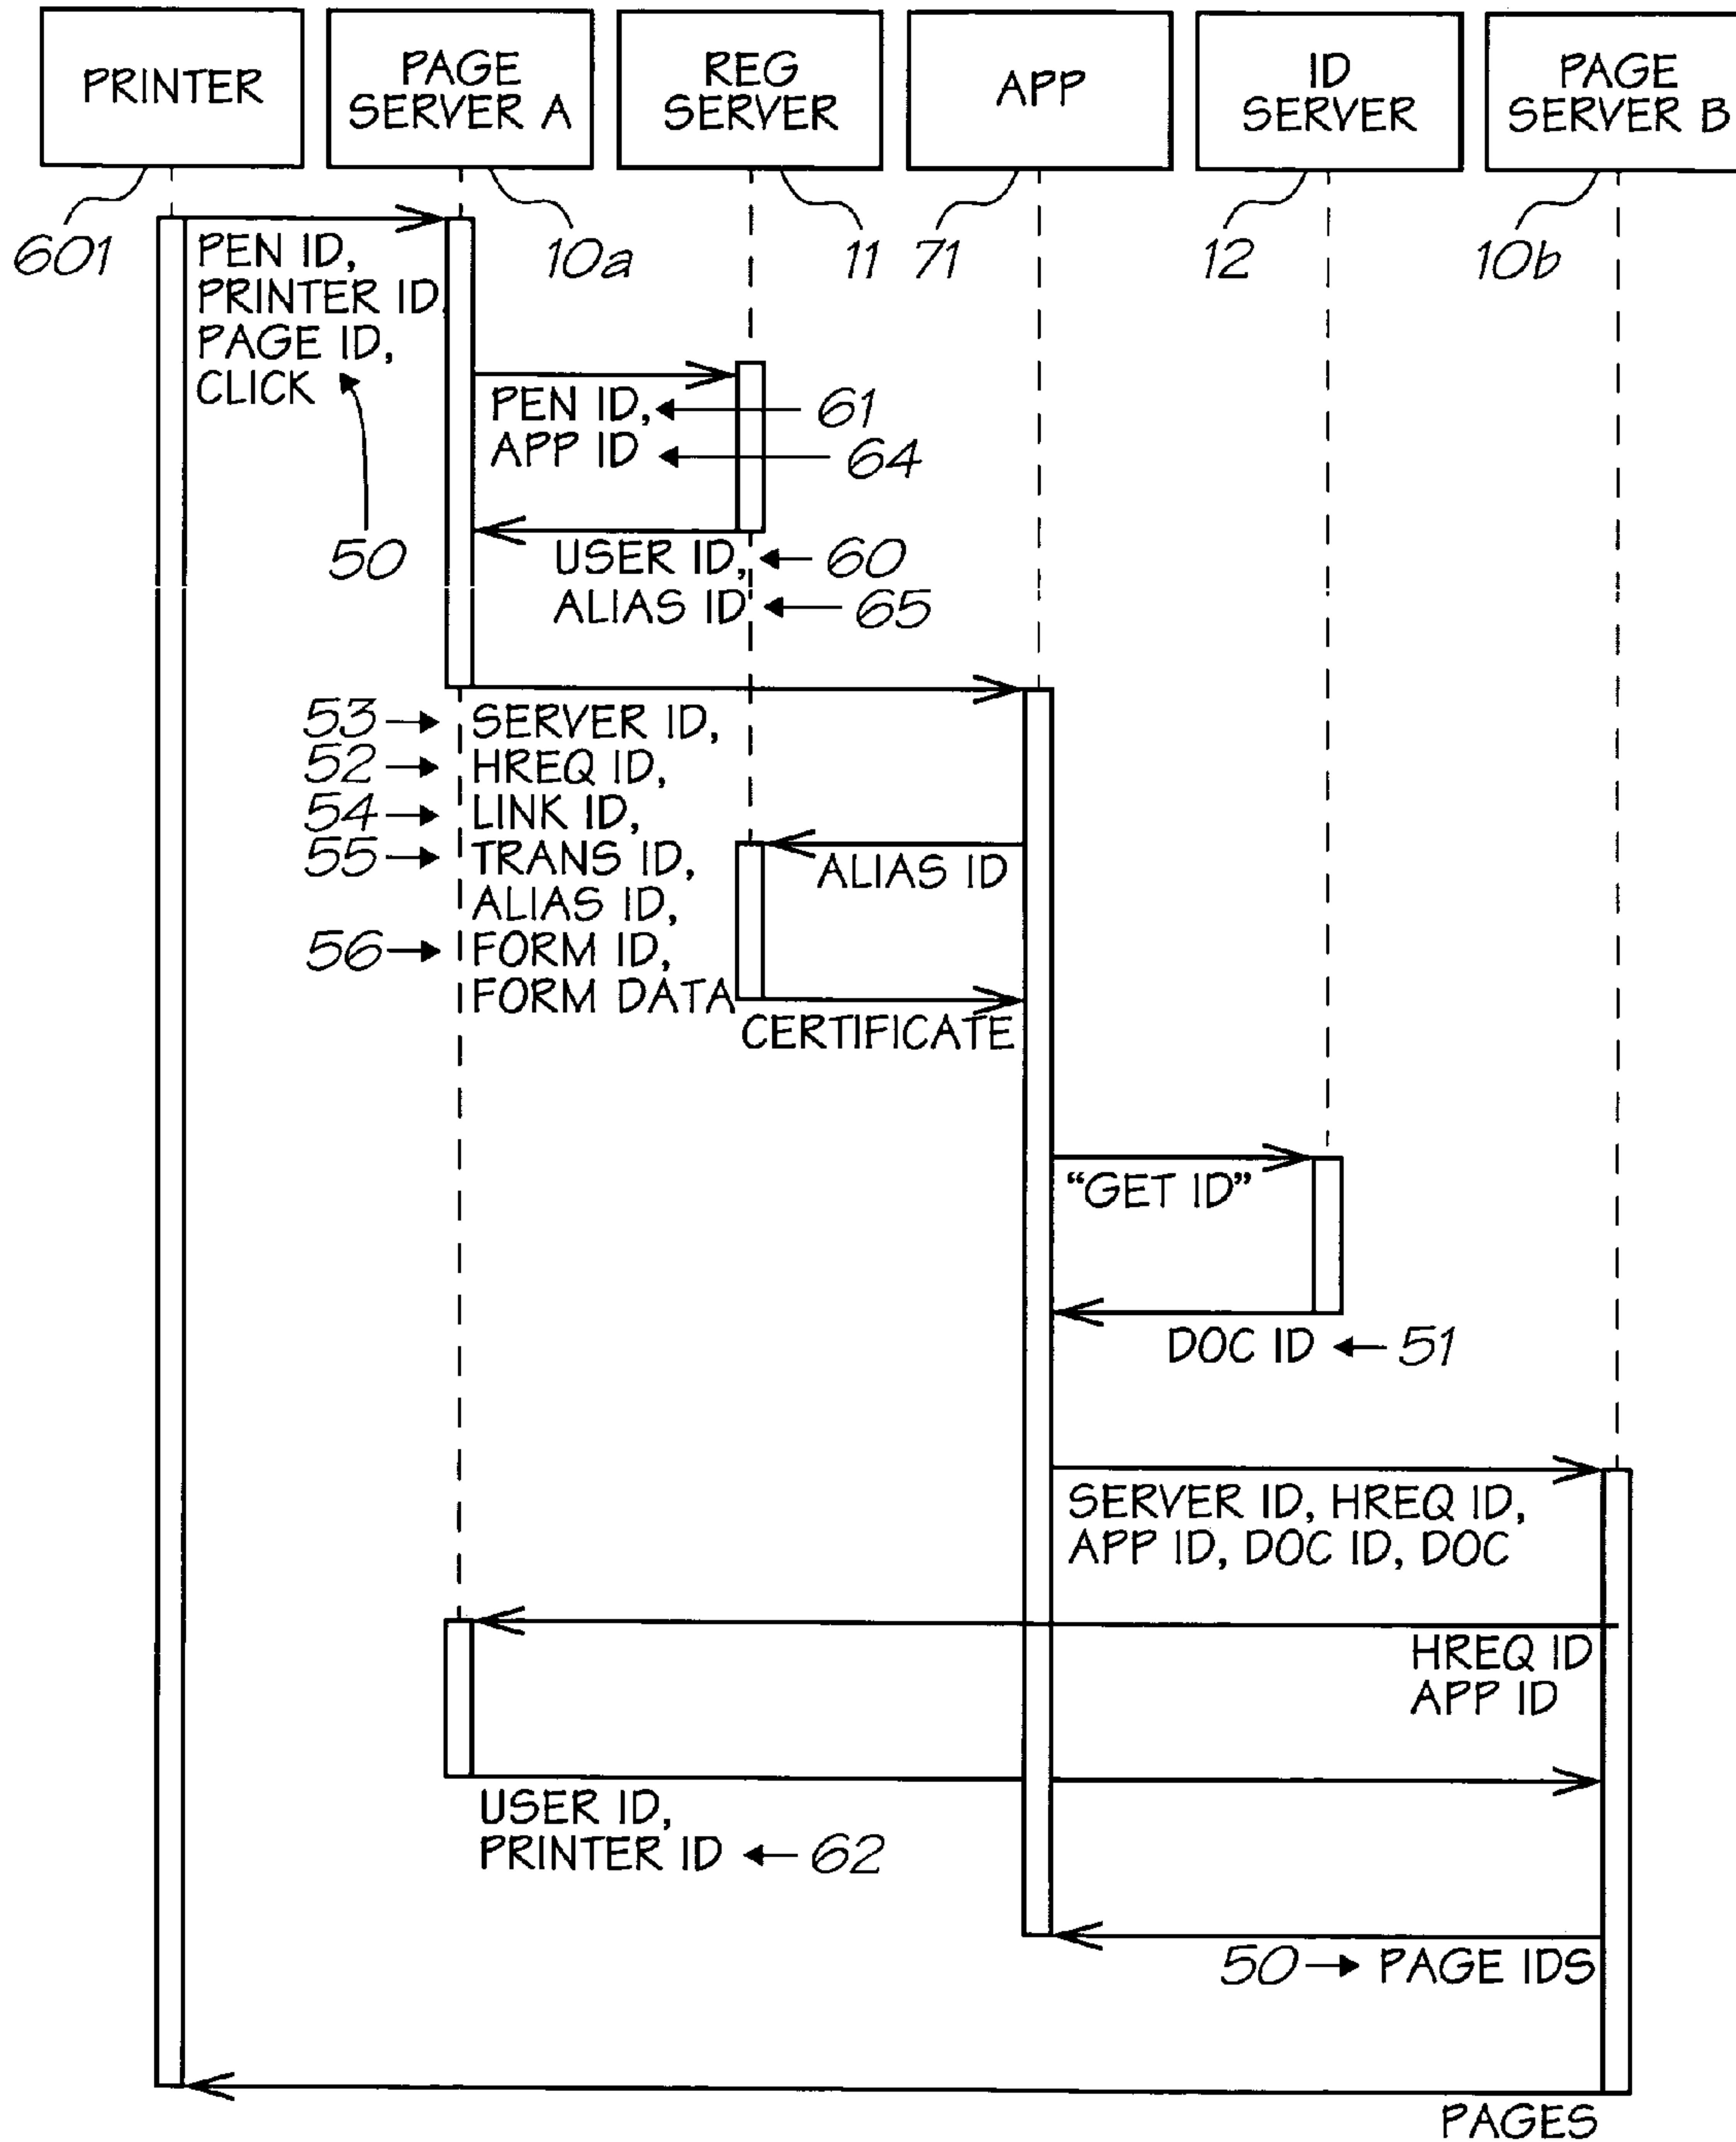 PRINTER
PAGE
SERVER A
REG
SERVER
APP
ID
SERVER
PAGE
SERVER B
601
10a
11
71
12
10b
PEN ID,
PRINTER ID
PAGE ID,
CLICK
50
PEN ID,
61
APP ID
64
USER ID,
60
ALIAS ID
65
53
SERVER ID,
52
HREQ ID,
54
LINK ID,
55
TRANS ID,
ALIAS ID,
56
FORM ID,
FORM DATA
ALIAS ID
CERTIFICATE
“GET ID”
DOC ID
51
SERVER ID, HREQ ID,
APP ID, DOC ID, DOC
HREQ ID
APP ID
USER ID,
PRINTER ID
62
50
PAGE IDS
PAGES